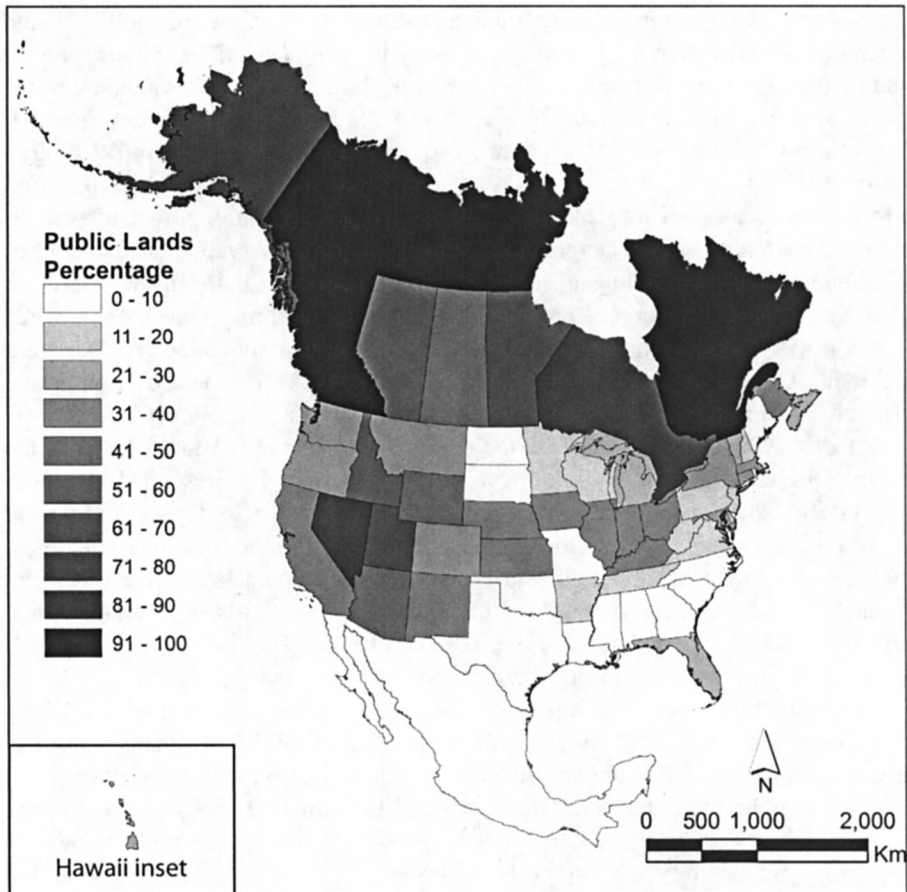 Public Lands
Percentage
0 - 10
11 - 20
21 - 30
31 - 40
41 - 50
51 - 60
61 - 70
71 - 80
81 - 90
91 - 100
Hawaii inset
N
0 500 1,000 2,000
Km